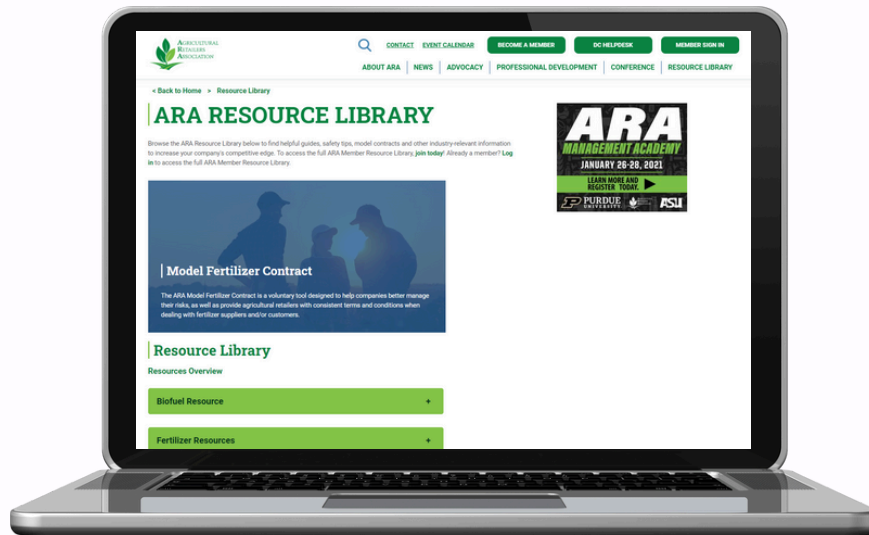 AGRICULTURAL
RETAILERS
ASSOCIATION
CONTACT EVENT CALENDAR BECOME A MEMBER DC HELPDESK MEMBER SIGN IN
ABOUT ARA NEWS ADVOCACY PROFESSIONAL DEVELOPMENT CONFERENCE RESOURCE LIBRARY
< Back to Home > Resource Library
ARA RESOURCE LIBRARY
Browse the ARA Resource Library below to find helpful guides, safety tips, model contracts and other industry-relevant information
to increase your company's competitive edge. To access the full ARA Member Resource Library, join today! Already a member? Log
in to access the full ARA Member Resource Library.
ARA
MANAGEMENT ACADEMY
JANUARY 26-28, 2021
LEARN MORE AND
REGISTER TODAY.
P PURDUE
UNIVERSITY
ASU
Model Fertilizer Contract
The ARA Model Fertilizer Contract is a voluntary tool designed to help companies better manage
their risks, as well as provide agricultural retailers with consistent terms and conditions when
dealing with fertilizer suppliers and/or customers.
Resource Library
Resources Overview
Biofuel Resource +
Fertilizer Resources +